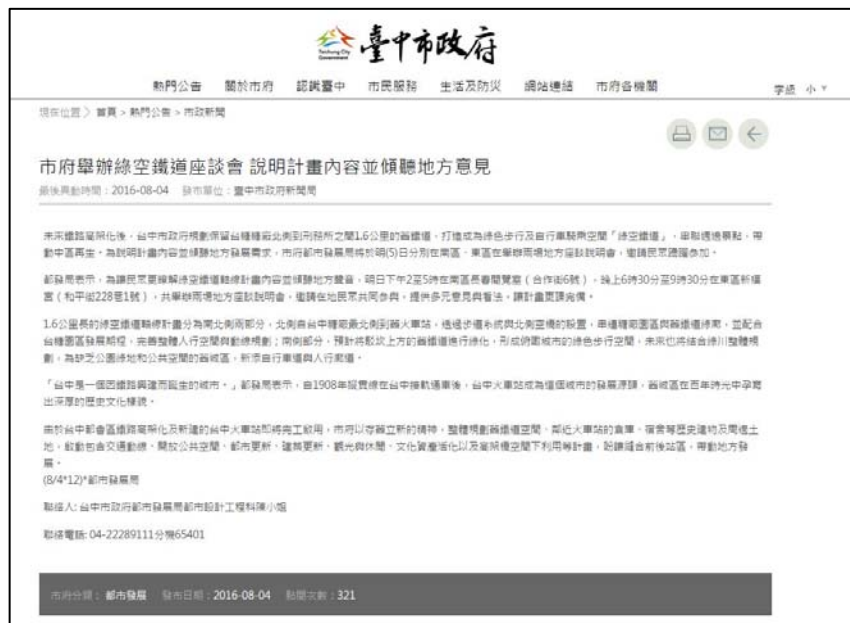 Taichung City
Government
臺中市政府
熱門公告 關於市府 認識臺中 市民服務 生活及防災 網站連結 市府各機關 字級 小
現在位置 > 首頁 > 熱門公告 > 市政新聞
市府舉辦綠空鐵道座談會 說明計畫內容並傾聽地方意見
最後異動時間：2016-08-04 發布單位：臺中市政府新聞局
未來鐵路高架化後，台中市政府規劃保留台糖糖廠北側到刑務所之間1.6公里的舊鐵道，打造成為綠色步行及自行車騎乘空間「綠空鐵道」，串聯週邊景點，帶
動中區再生。為說明計畫內容並傾聽地方發展需求，市府都市發展局將於明(5)日分別在南區、東區在舉辦兩場地方座談說明會，邀請民眾踴躍參加。
都發局表示，為讓民眾更瞭解綠空鐵道軸線計畫內容並傾聽地方聲音，明日下午2至5時在南區長春閱覽室（合作街6號）、晚上6時30分至9時30分在東區新福
宮（和平街228巷1號），共舉辦兩場地方座談說明會，邀請在地民眾共同參與，提供多元意見與看法，讓計畫更臻完備。
1.6公里長的綠空鐵道軸線計畫分為南北側兩部分，北側自台中糖廠最北側到舊火車站，透過步道系統與北側空橋的設置，串連糖廠園區與舊鐵道綠廊，並配合
台糖園區發展期程，完善整體人行空間與動線規劃；南側部分，預計將駁坎上方的舊鐵道進行綠化，形成俯瞰城市的綠色步行空間，未來也將結合綠川整體規
劃，為缺乏公園綠地和公共空間的舊城區，新添自行車道與人行廊道。
「台中是一個因鐵路興建而誕生的城市。」都發局表示，自1908年縱貫線在台中接軌通車後，台中火車站成為這個城市的發展源頭，舊城區在百年時光中孕育
出深厚的歷史文化樣貌。
由於台中都會區鐵路高架化及新建的台中火車站即將完工啟用，市府以存舊立新的精神，整體規劃舊鐵道空間、鄰近火車站的倉庫、宿舍等歷史建物及周邊土
地，啟動包含交通動線、開放公共空間、都市更新、建築更新、觀光與休閒、文化資產活化以及高架橋空間下利用等計畫，盼讓縫合前後站區，帶動地方發
展。
(8/4*12)*都市發展局
聯絡人: 台中市政府都市發展局都市設計工程科陳小姐
聯絡電話: 04-22289111分機65401
市府分類：都市發展 發布日期：2016-08-04 點閱次數：321